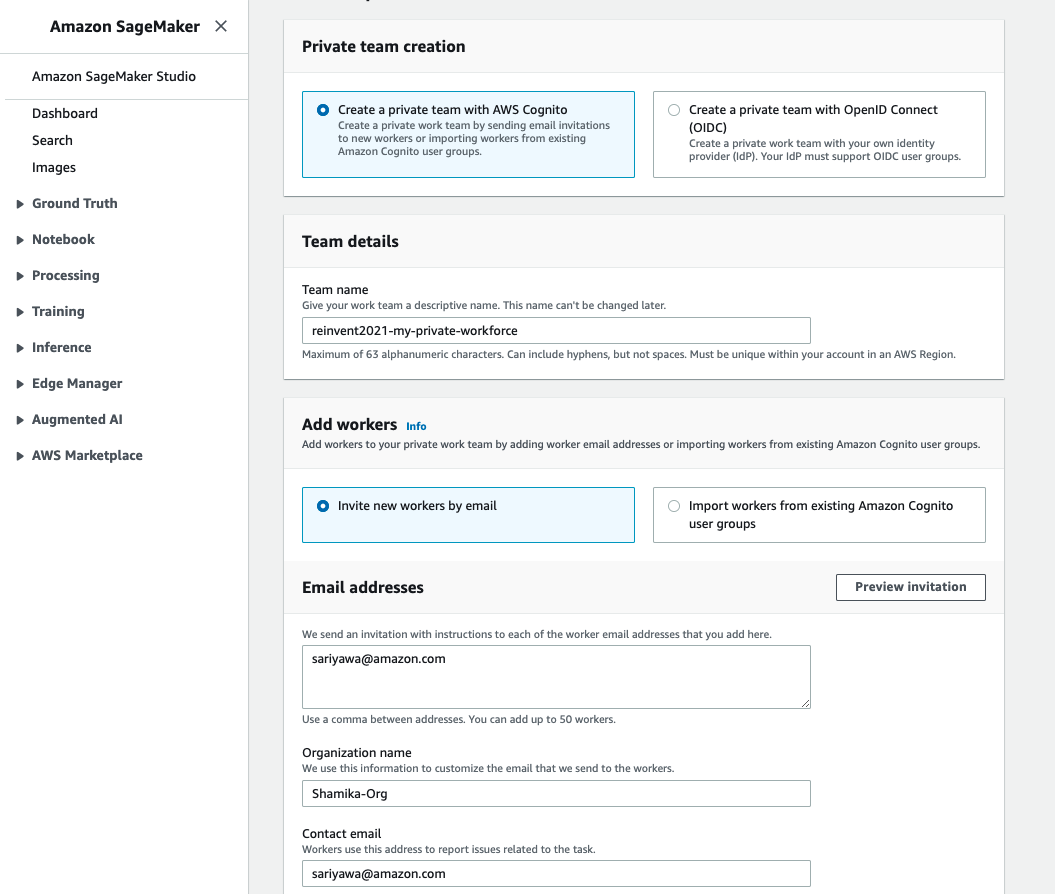 Amazon SageMaker
Amazon SageMaker Studio
Dashboard
Search
Images
Ground Truth
Notebook
Processing
Training
Inference
Edge Manager
Augmented AI
AWS Marketplace
Private team creation
Create a private team with AWS Cognito
Create a private work team by sending email invitations
to new workers or importing workers from existing
Amazon Cognito user groups.
Create a private team with OpenID Connect
(OIDC)
Create a private work team with your own identity
provider (IdP). Your IdP must support OIDC user groups.
Team details
Team name
Give your work team a descriptive name. This name can't be changed later.
reinvent2021-my-private-workforce
Maximum of 63 alphanumeric characters. Can include hyphens, but not spaces. Must be unique within your account in an AWS Region.
Add workers Info
Add workers to your private work team by adding worker email addresses or importing workers from existing Amazon Cognito user groups.
Invite new workers by email
Import workers from existing Amazon Cognito
user groups
Email addresses
Preview invitation
We send an invitation with instructions to each of the worker email addresses that you add here.
sariyawa@amazon.com
Use a comma between addresses. You can add up to 50 workers.
Organization name
We use this information to customize the email that we send to the workers.
Shamika-Org
Contact email
Workers use this address to report issues related to the task.
sariyawa@amazon.com